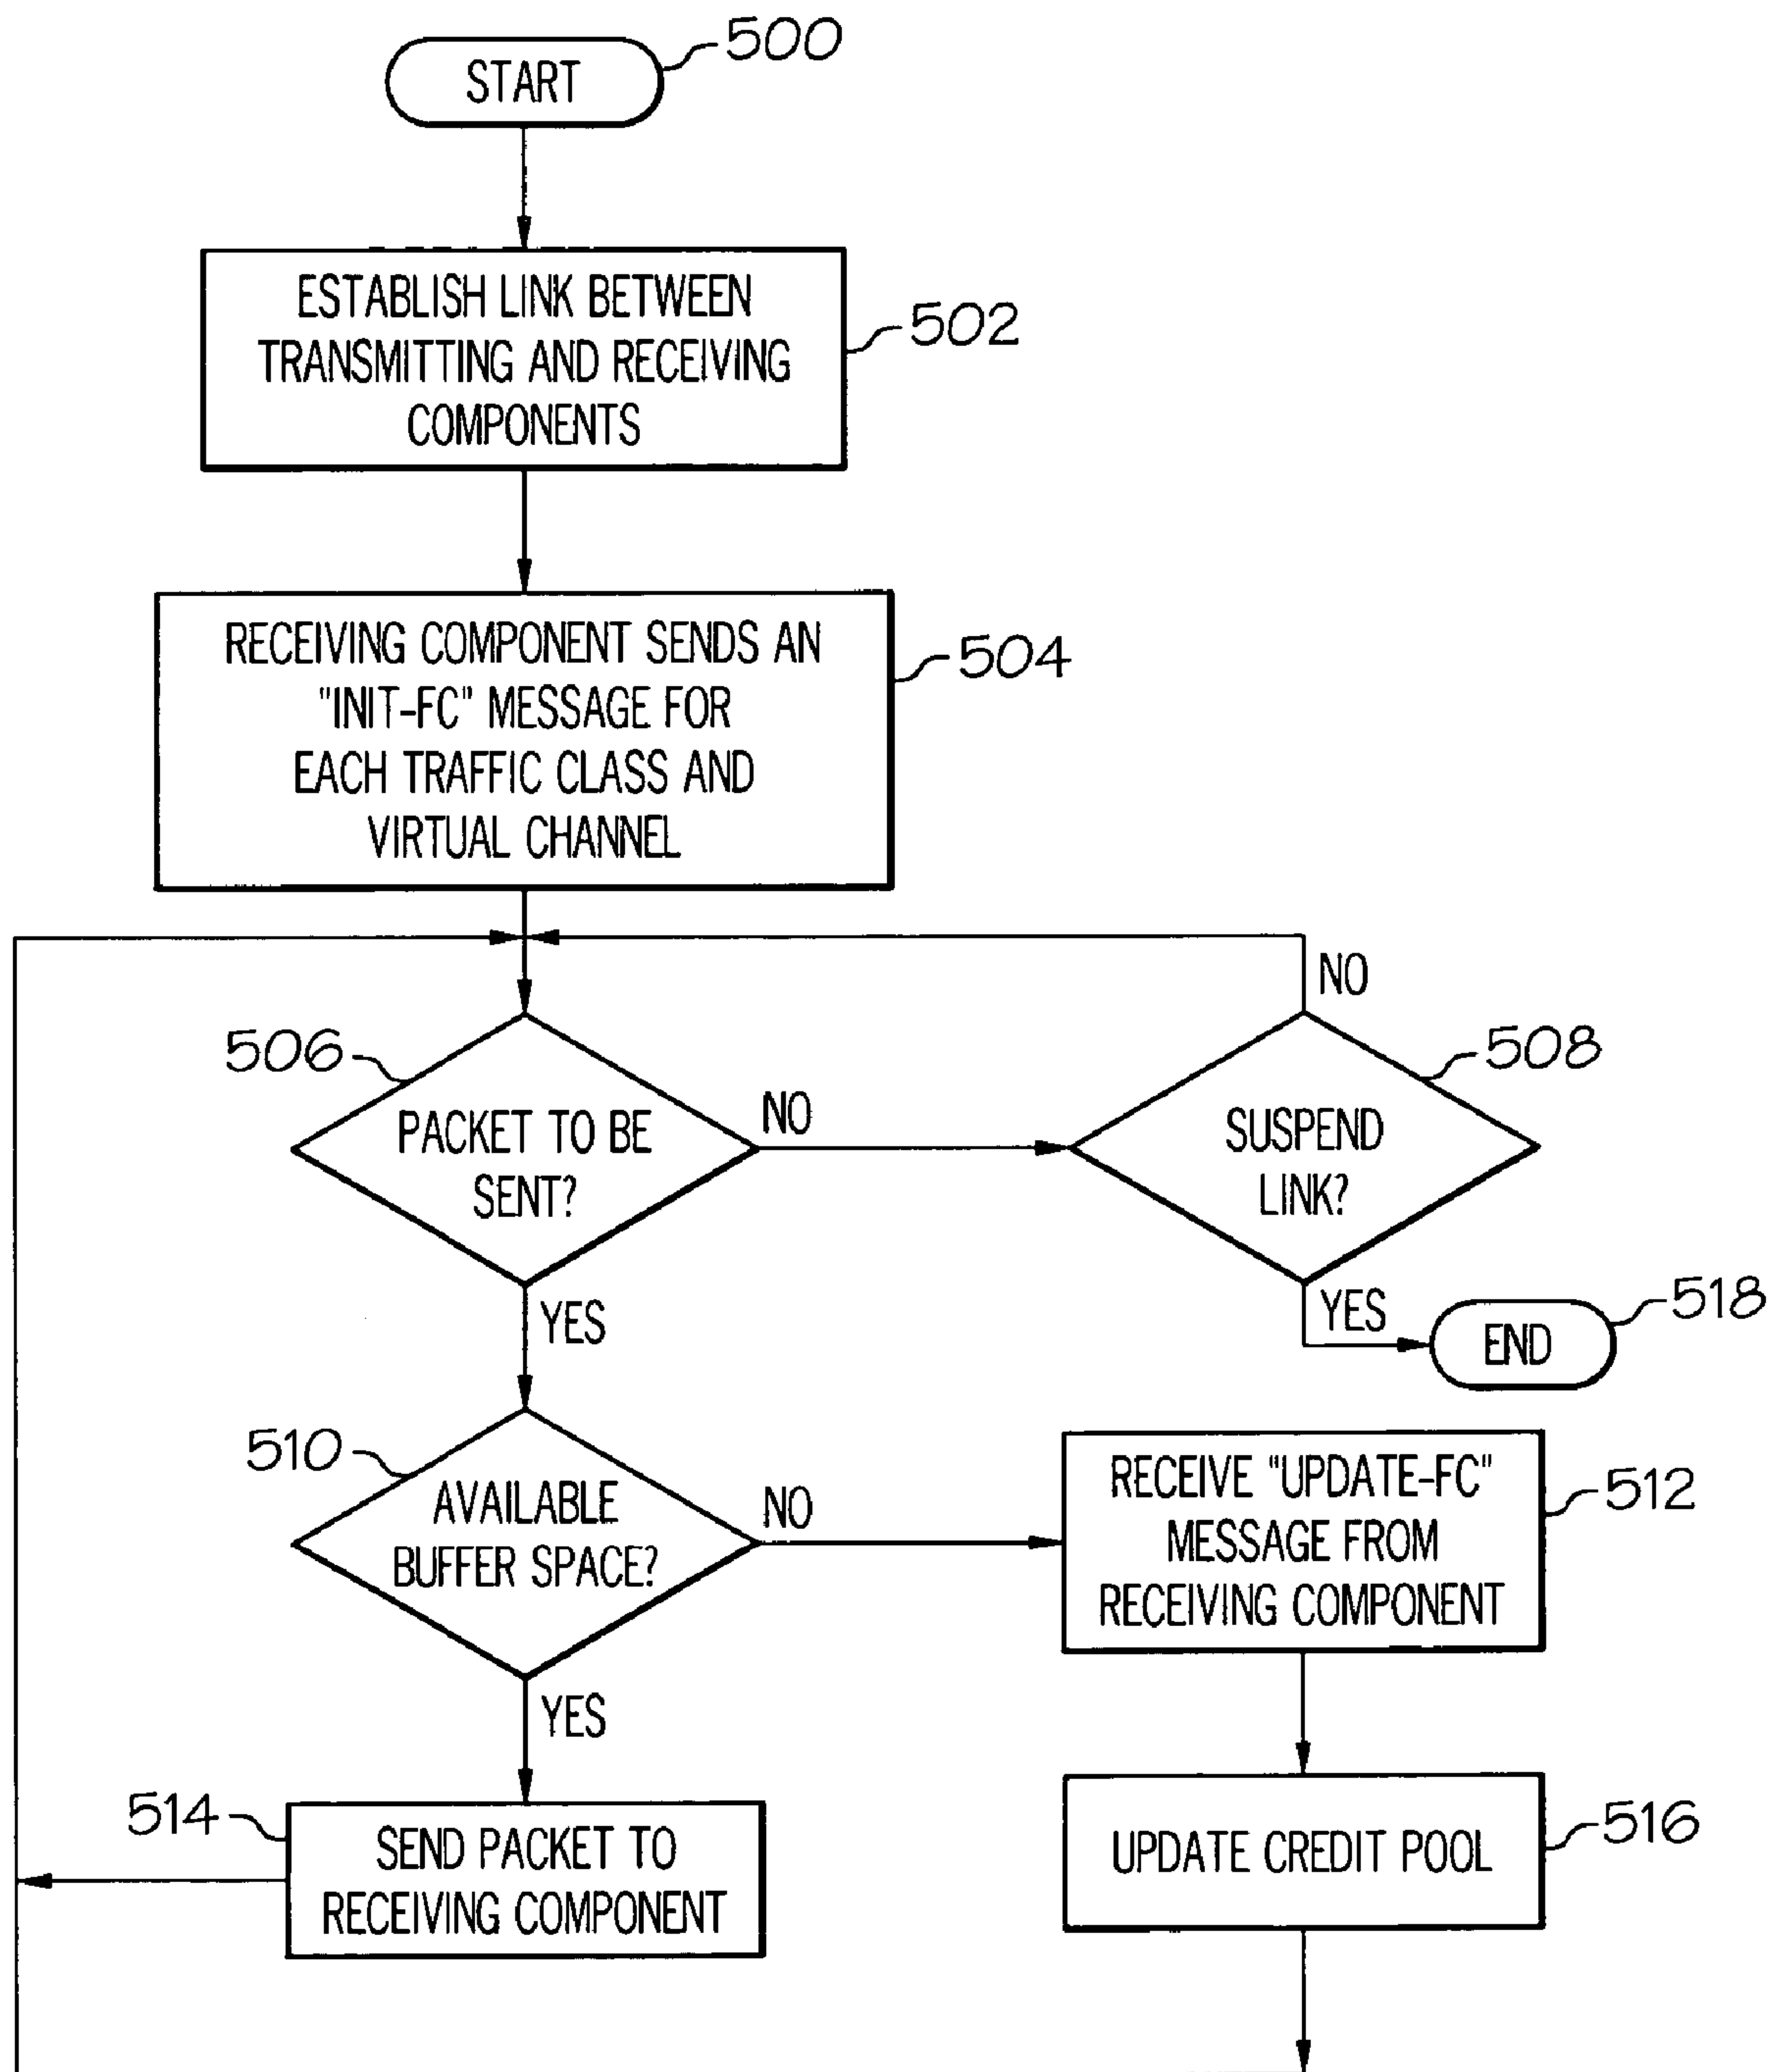 START
500
ESTABLISH LINK BETWEEN
TRANSMITTING AND RECEIVING
COMPONENTS
502
RECEIVING COMPONENT SENDS AN
"INIT-FC" MESSAGE FOR
EACH TRAFFIC CLASS AND
VIRTUAL CHANNEL
504
506
PACKET TO BE
SENT?
NO
YES
508
SUSPEND
LINK?
NO
YES
END
518
510
AVAILABLE
BUFFER SPACE?
NO
YES
RECEIVE "UPDATE-FC"
MESSAGE FROM
RECEIVING COMPONENT
512
514
SEND PACKET TO
RECEIVING COMPONENT
UPDATE CREDIT POOL
516